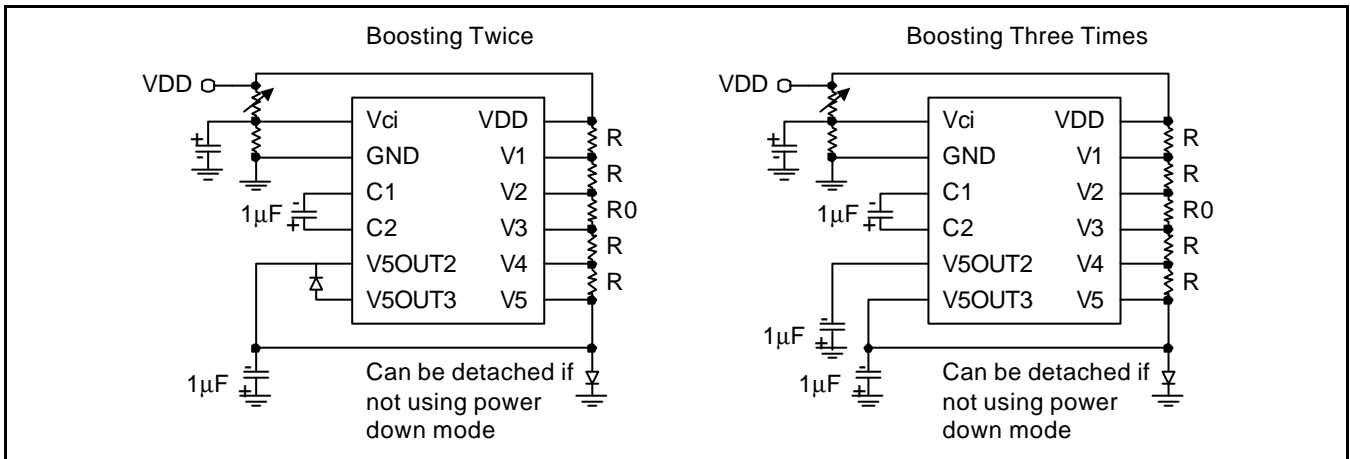 Boosting Twice
VDD
Vci VDD
GND V1
C1 V2
C2 V3
V5OUT2 V4
V5OUT3 V5
R
R
R0
R
R
+
-
-
1μF
+
-
1μF
+
Can be detached if
not using power
down mode
Boosting Three Times
VDD
Vci VDD
GND V1
C1 V2
C2 V3
V5OUT2 V4
V5OUT3 V5
R
R
R0
R
R
+
-
-
1μF
+
-
1μF
+
-
1μF
+
Can be detached if
not using power
down mode